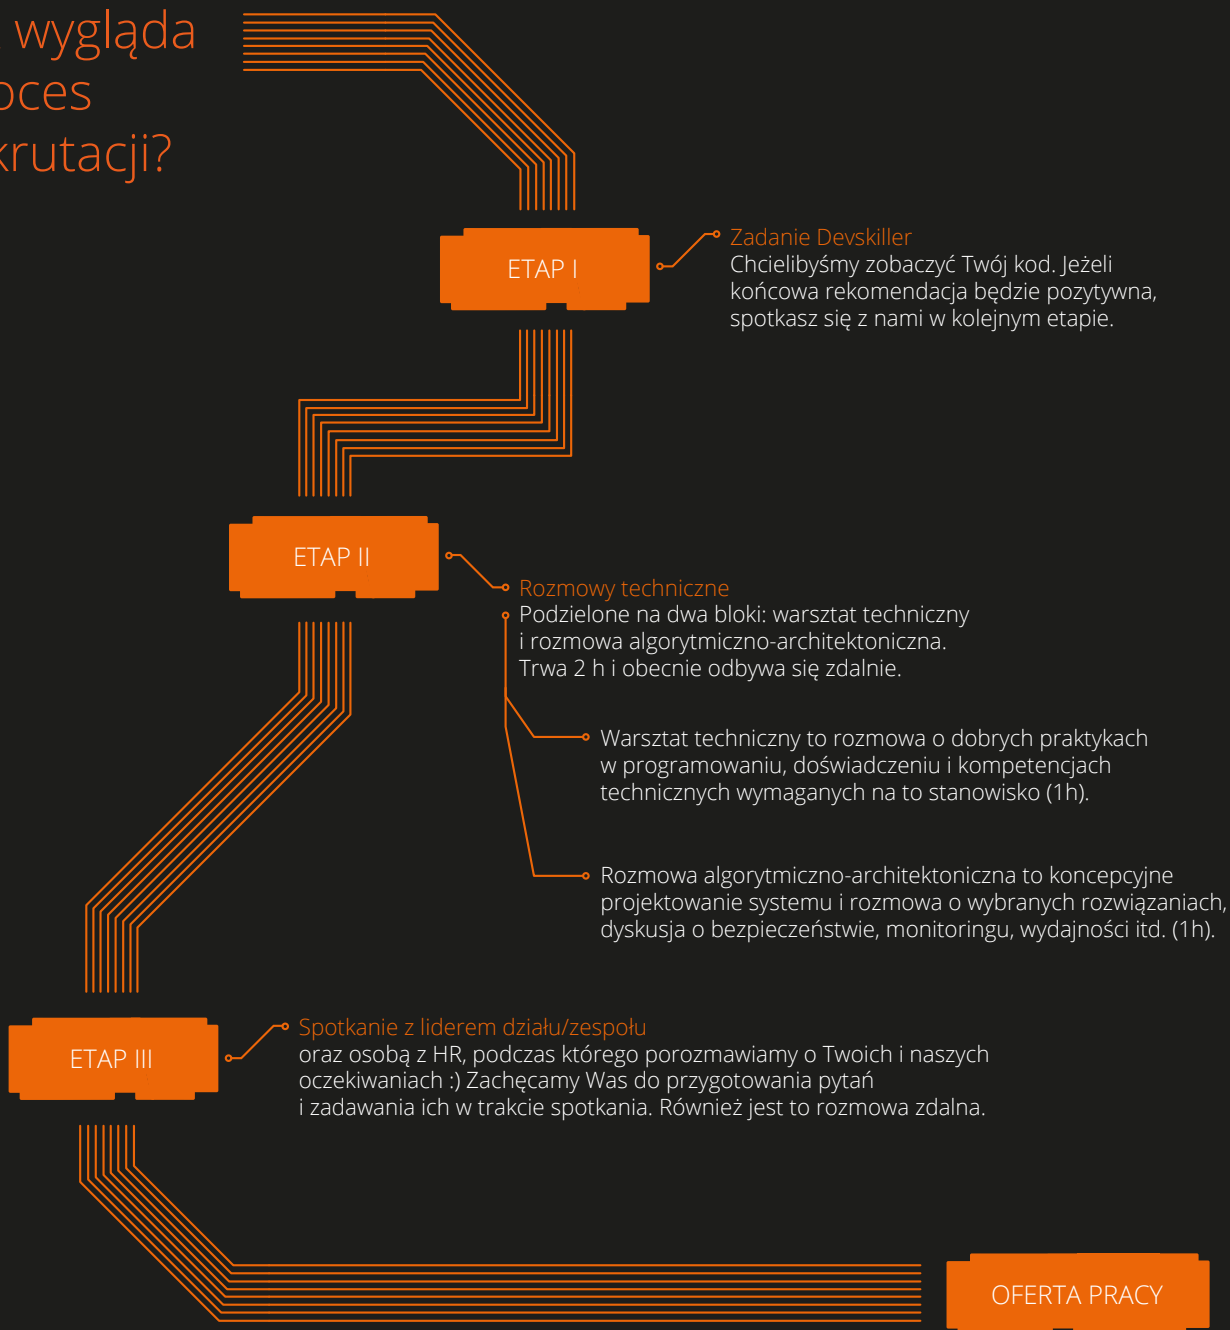 wygląda
oces
krutacji?
ETAP I
Zadanie Devskiller
Chcielibyśmy zobaczyć Twój kod. Jeżeli
końcowa rekomendacja będzie pozytywna,
spotkasz się z nami w kolejnym etapie.
ETAP II
Rozmowy techniczne
Podzielone na dwa bloki: warsztat techniczny
i rozmowa algorytmiczno-architektoniczna.
Trwa 2 h i obecnie odbywa się zdalnie.
Warsztat techniczny to rozmowa o dobrych praktykach
w programowaniu, doświadczeniu i kompetencjach
technicznych wymaganych na to stanowisko (1h).
Rozmowa algorytmiczno-architektoniczna to koncepcyjne
projektowanie systemu i rozmowa o wybranych rozwiązaniach,
dyskusja o bezpieczeństwie, monitoringu, wydajności itd. (1h).
ETAP III
Spotkanie z liderem działu/zespołu
oraz osobą z HR, podczas którego porozmawiamy o Twoich i naszych
oczekiwaniach :) Zachęcamy Was do przygotowania pytań
i zadawania ich w trakcie spotkania. Również jest to rozmowa zdalna.
OFERTA PRACY